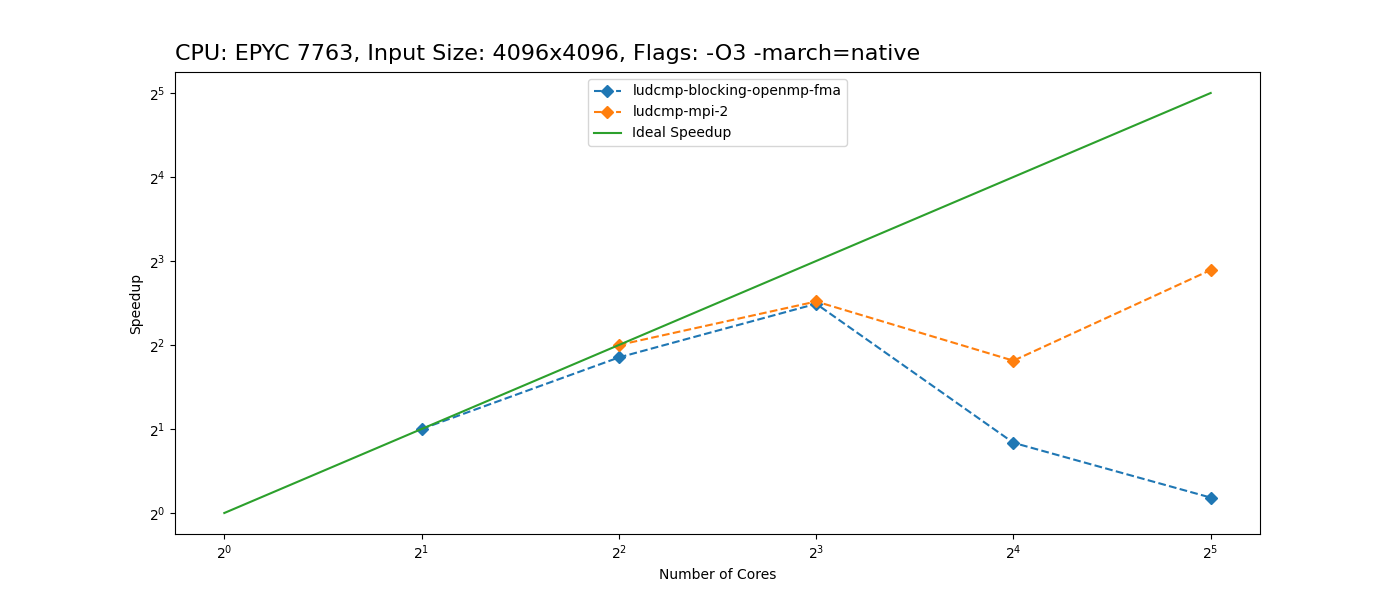 CPU: EPYC 7763, Input Size: 4096x4096, Flags: -O3 -march=native
ludcmp-blocking-openmp-fma
ludcmp-mpi-2
Ideal Speedup
Speedup
2⁵
2⁴
2³
2²
2¹
2⁰
2⁰ 2¹ 2² 2³ 2⁴ 2⁵
Number of Cores